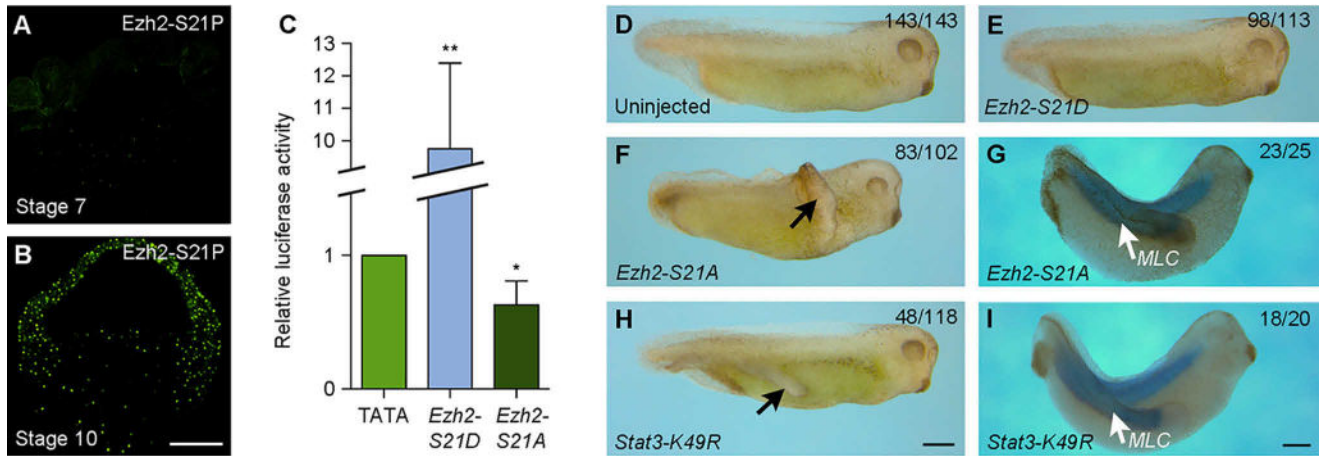 A
Ezh2-S21P
Stage 7
B
Ezh2-S21P
Stage 10
C
Relative luciferase activity
13
12
11
10
1
0
**
*
TATA
Ezh2-
S21D
Ezh2-
S21A
D
143/143
Uninjected
E
98/113
Ezh2-S21D
F
83/102
Ezh2-S21A
G
23/25
MLC
Ezh2-S21A
H
48/118
Stat3-K49R
I
18/20
MLC
Stat3-K49R